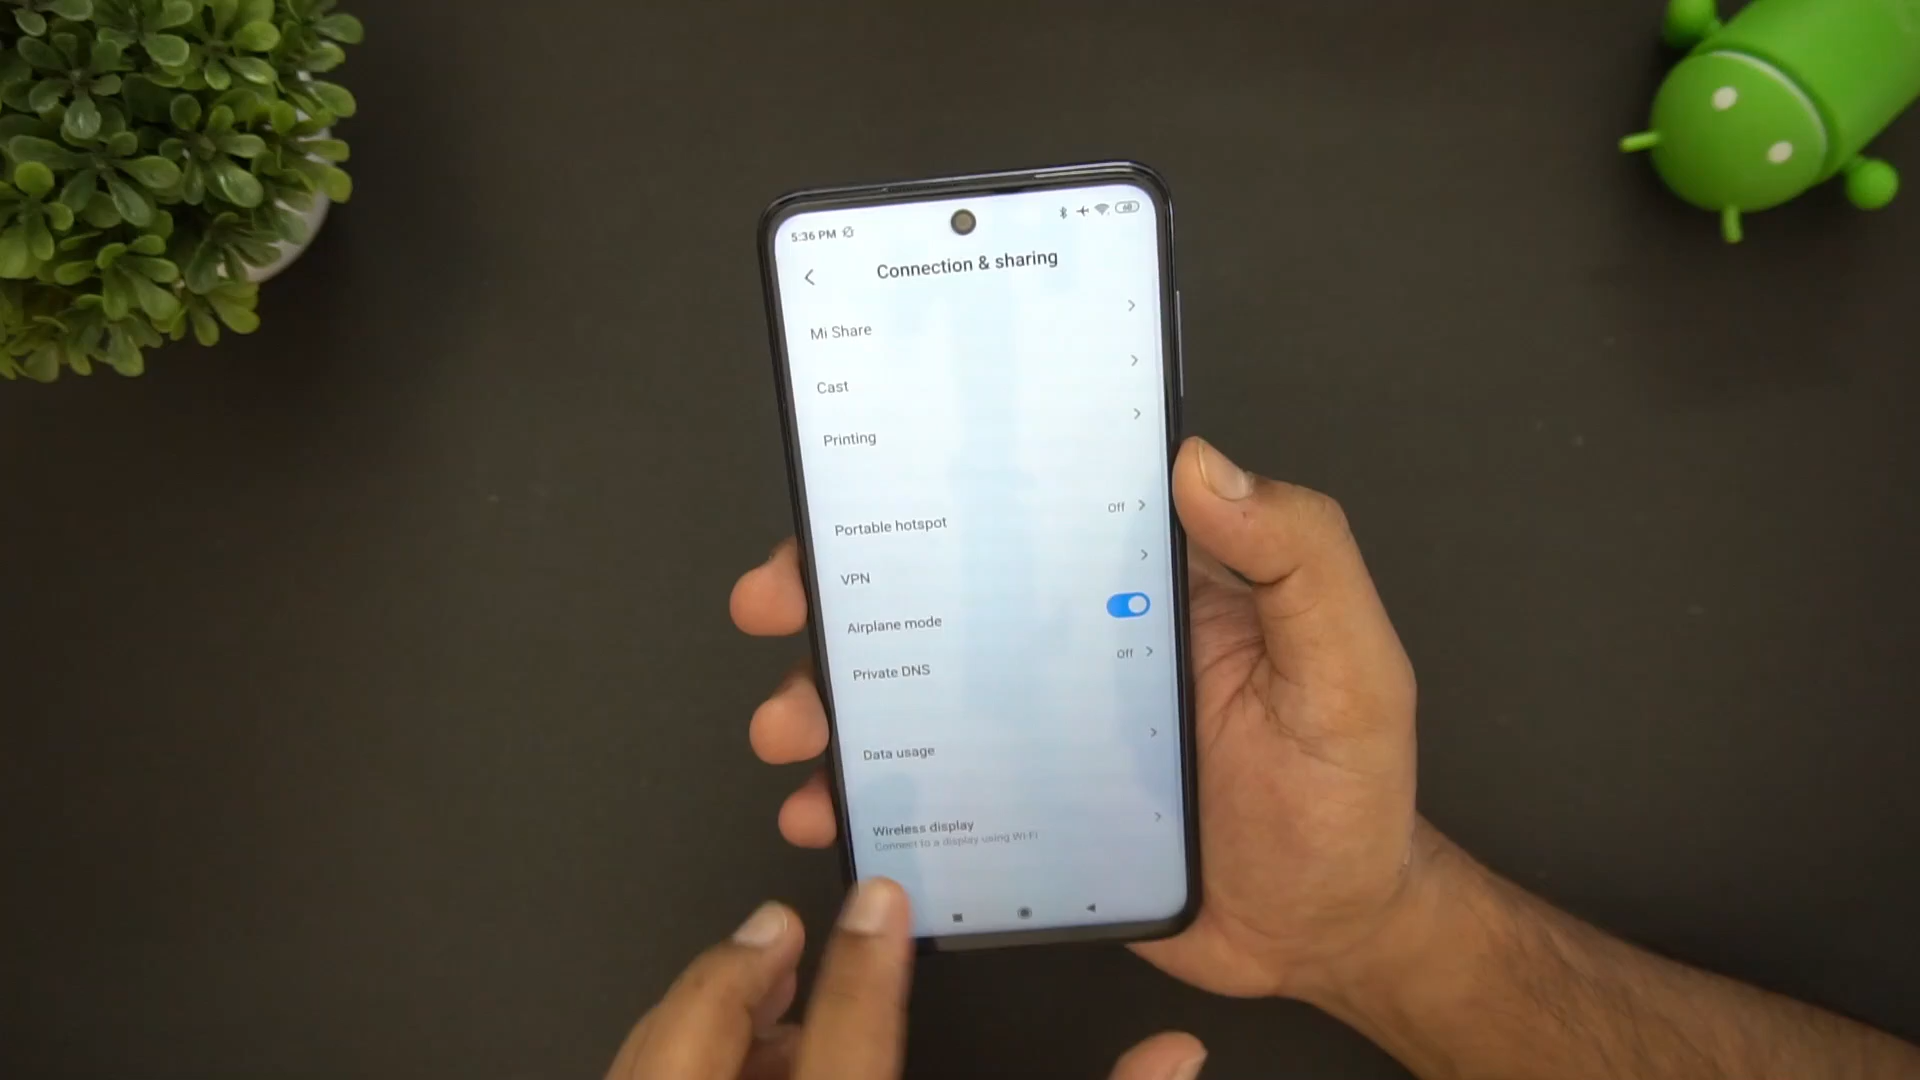 5:36 PM
68
Connection & sharing
Mi Share
Cast
Printing
Portable hotspot Off
VPN
Airplane mode
Private DNS Off
Data usage
Wireless display
Connect to a display using Wi-Fi